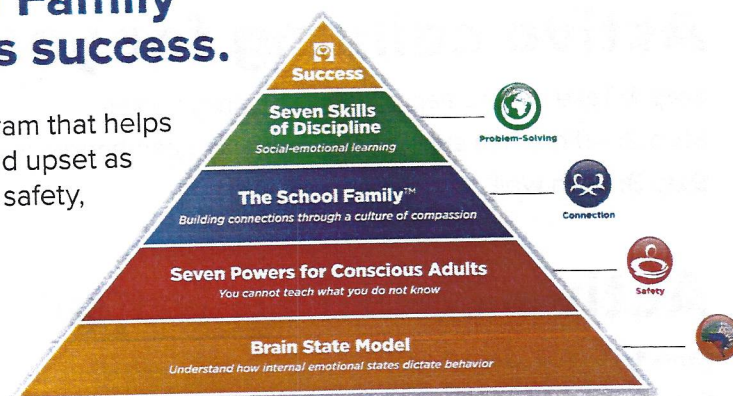 Family
s success.
ram that helps
d upset as
safety,
Success
Seven Skills
of Discipline
Social-emotional learning
Problem-Solving
The School Family™
Building connections through a culture of compassion
Connection
Seven Powers for Conscious Adults
You cannot teach what you do not know
Safety
Brain State Model
Understand how internal emotional states dictate behavior